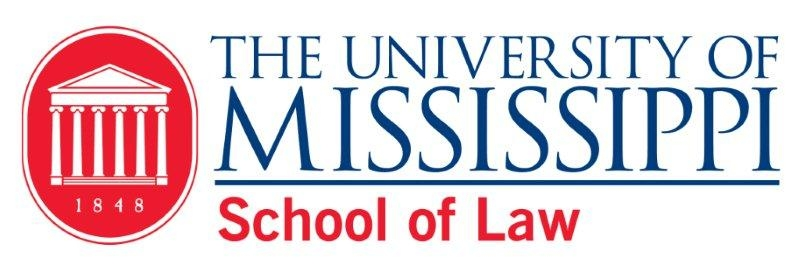 THE UNIVERSITY OF
MISSISSIPPI
School of Law
1848